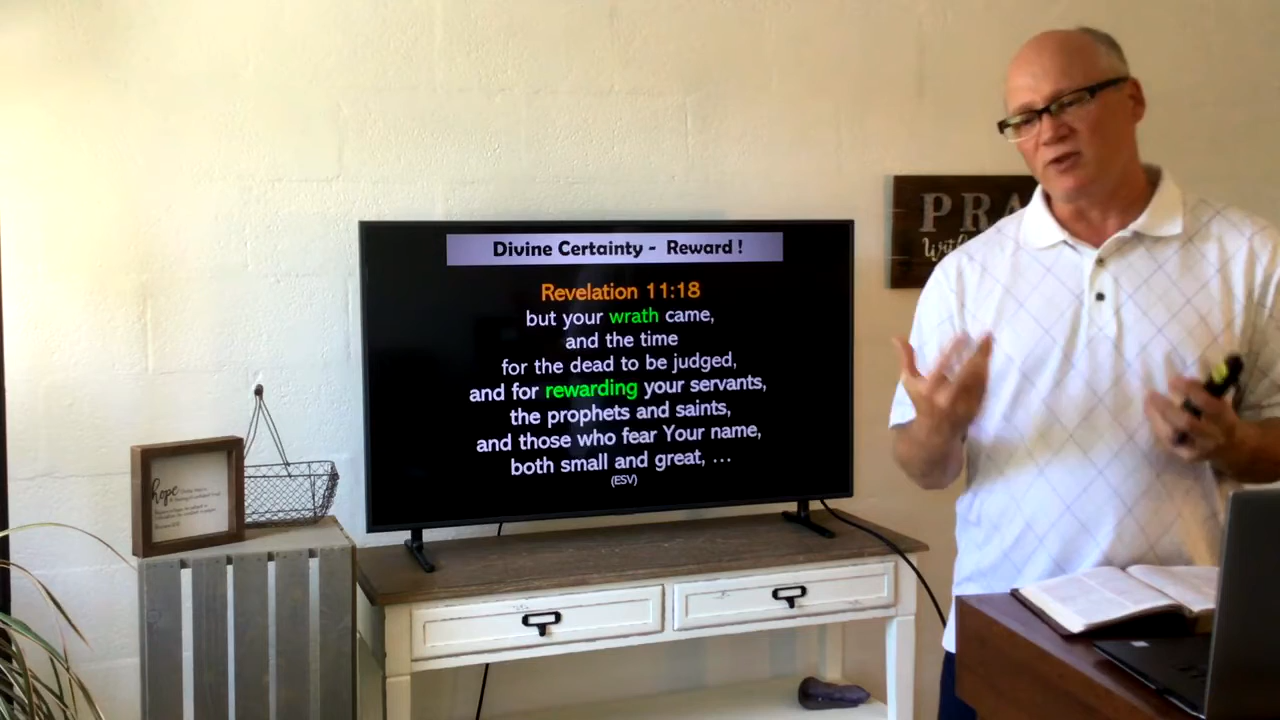 Divine Certainty - Reward !
Revelation 11:18
but your wrath came,
and the time
for the dead to be judged,
and for rewarding your servants,
the prophets and saints,
and those who fear Your name,
both small and great, ...
(ESV)
PRA
hope